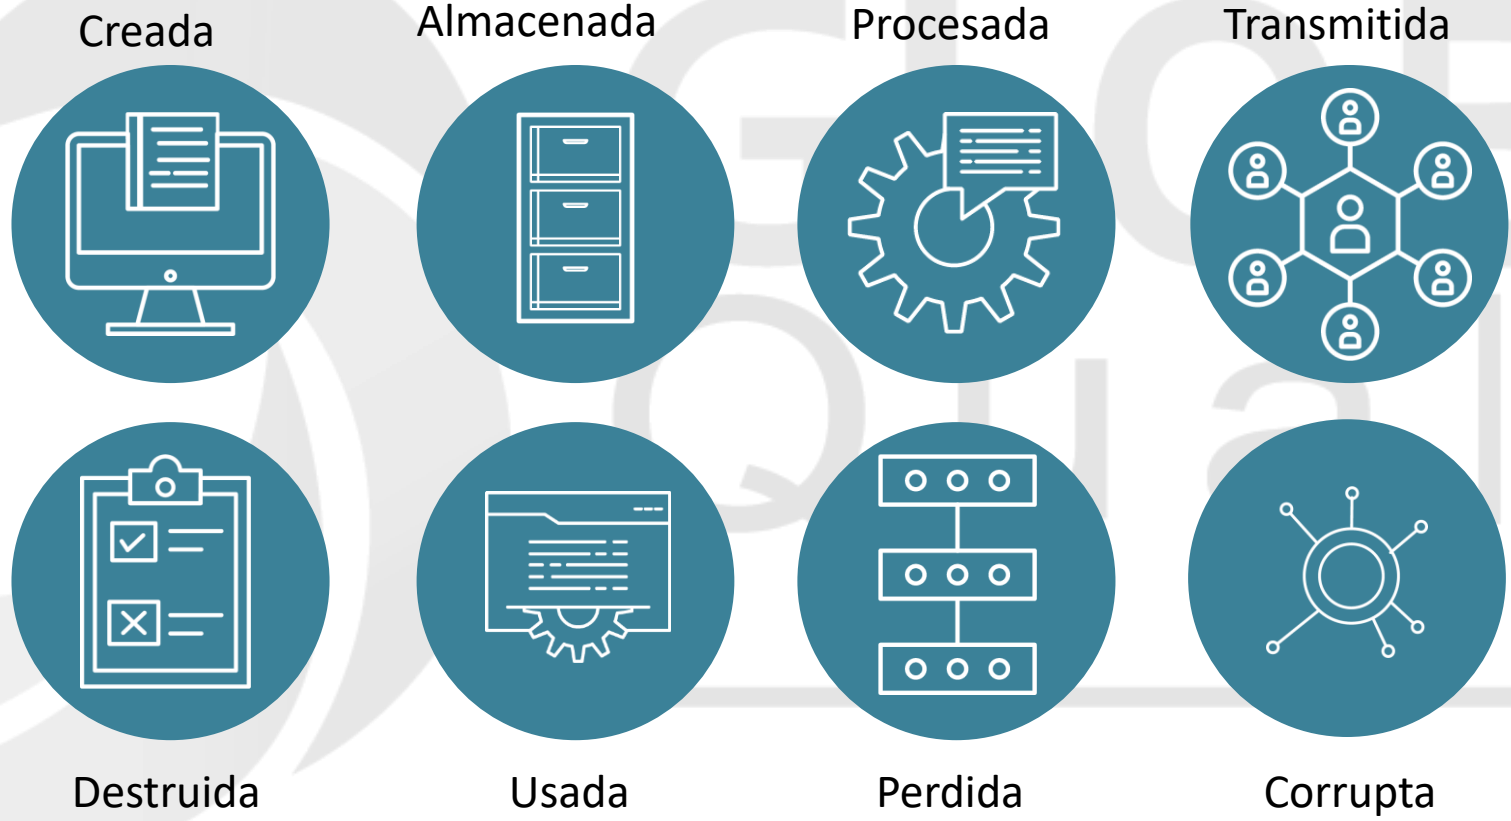 Creada
Almacenada
Procesada
Transmitida
Destruida
Usada
Perdida
Corrupta